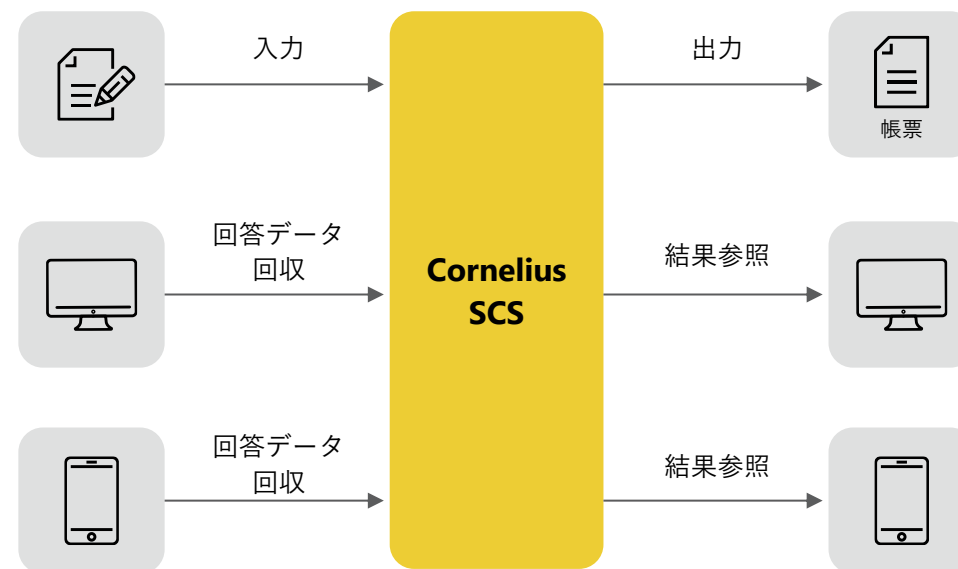 入力
出力
帳票
回答データ
回収
Cornelius
SCS
結果参照
回答データ
回収
結果参照